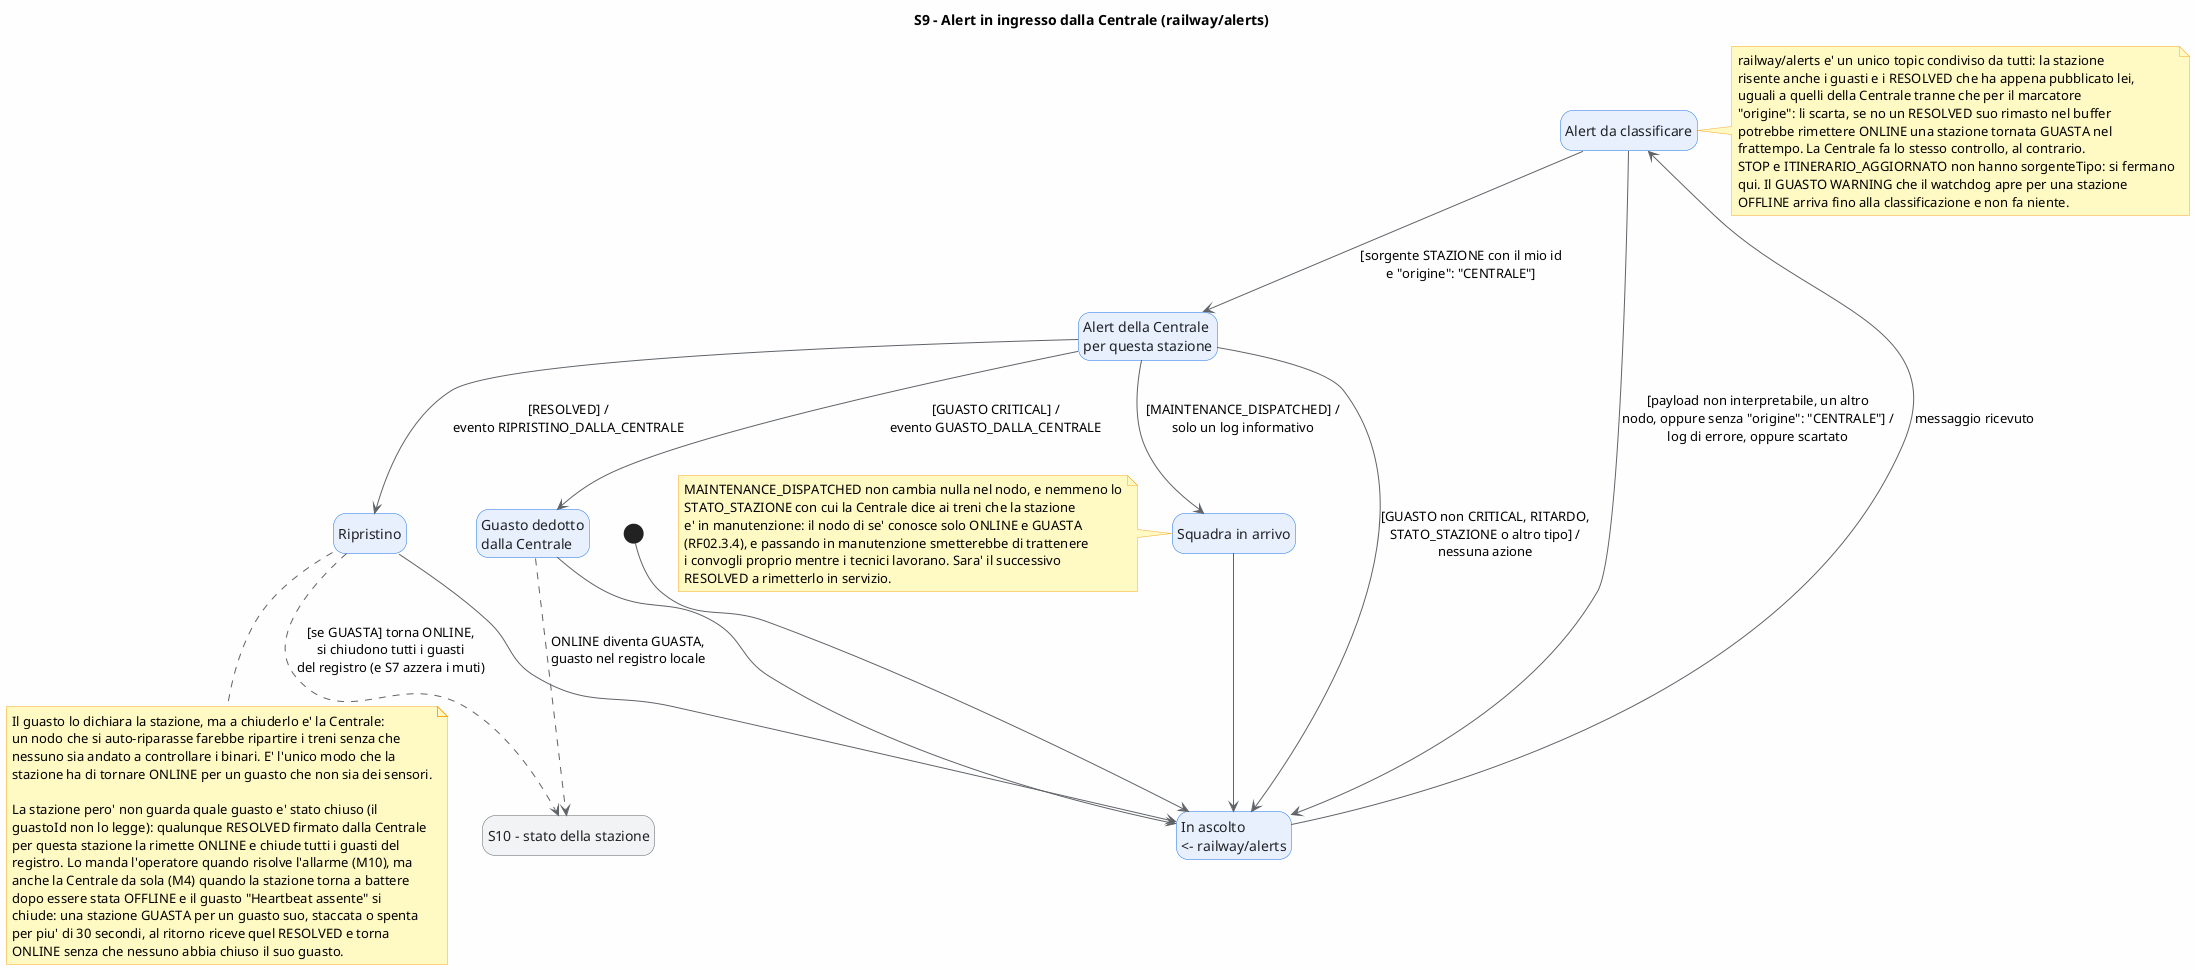 S9 - Alert in ingresso dalla Centrale (railway/alerts)
railway/alerts e' un unico topic condiviso da tutti: la stazione
risente anche i guasti e i RESOLVED che ha appena pubblicato lei,
uguali a quelli della Centrale tranne che per il marcatore
"origine": li scarta, se no un RESOLVED suo rimasto nel buffer
potrebbe rimettere ONLINE una stazione tornata GUASTA nel
frattempo. La Centrale fa lo stesso controllo, al contrario.
STOP e ITINERARIO_AGGIORNATO non hanno sorgenteTipo: si fermano
qui. Il GUASTO WARNING che il watchdog apre per una stazione
OFFLINE arriva fino alla classificazione e non fa niente.
Alert da classificare
[sorgente STAZIONE con il mio id
e "origine": "CENTRALE"]
Alert della Centrale
per questa stazione
[RESOLVED] /
evento RIPRISTINO_DALLA_CENTRALE
[GUASTO CRITICAL] /
evento GUASTO_DALLA_CENTRALE
[MAINTENANCE_DISPATCHED] /
solo un log informativo
[payload non interpretabile, un altro
nodo, oppure senza "origine": "CENTRALE"] /
log di errore, oppure scartato
messaggio ricevuto
MAINTENANCE_DISPATCHED non cambia nulla nel nodo, e nemmeno lo
STATO_STAZIONE con cui la Centrale dice ai treni che la stazione
e' in manutenzione: il nodo di se' conosce solo ONLINE e GUASTA
(RF02.3.4), e passando in manutenzione smetterebbe di trattenere
i convogli proprio mentre i tecnici lavorano. Sara' il successivo
RESOLVED a rimetterlo in servizio.
Ripristino
Guasto dedotto
dalla Centrale
Squadra in arrivo
[GUASTO non CRITICAL, RITARDO,
STATO_STAZIONE o altro tipo] /
nessuna azione
[se GUASTA] torna ONLINE,
si chiudono tutti i guasti
del registro (e S7 azzera i muti)
ONLINE diventa GUASTA,
guasto nel registro locale
Il guasto lo dichiara la stazione, ma a chiuderlo e' la Centrale:
un nodo che si auto-riparasse farebbe ripartire i treni senza che
nessuno sia andato a controllare i binari. E' l'unico modo che la
stazione ha di tornare ONLINE per un guasto che non sia dei sensori.
La stazione pero' non guarda quale guasto e' stato chiuso (il
guastoId non lo legge): qualunque RESOLVED firmato dalla Centrale
per questa stazione la rimette ONLINE e chiude tutti i guasti del
registro. Lo manda l'operatore quando risolve l'allarme (M10), ma
anche la Centrale da sola (M4) quando la stazione torna a battere
dopo essere stata OFFLINE e il guasto "Heartbeat assente" si
chiude: una stazione GUASTA per un guasto suo, staccata o spenta
per piu' di 30 secondi, al ritorno riceve quel RESOLVED e torna
ONLINE senza che nessuno abbia chiuso il suo guasto.
S10 - stato della stazione
In ascolto
<- railway/alerts